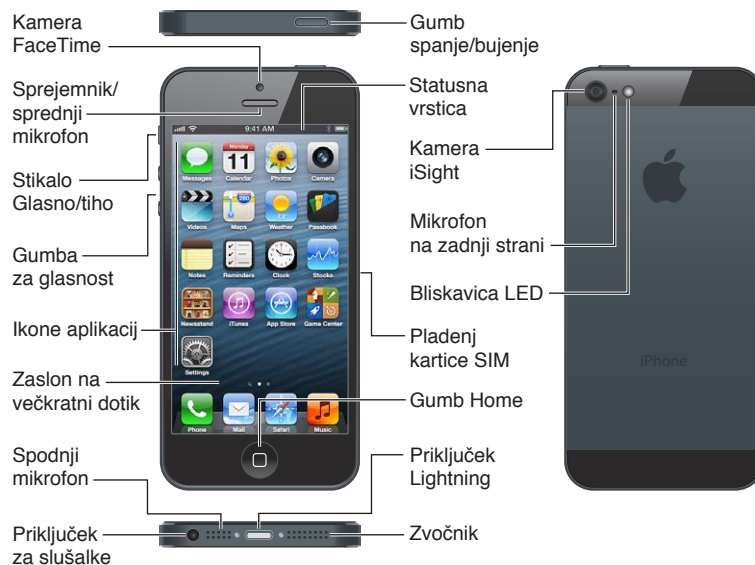 Kamera
FaceTime
Gumb
spanje/bujenje
Sprejemnik/
sprednji
mikrofon
Statusna
vrstica
Kamera
iSight
Stikalo
Glasno/tiho
Mikrofon
na zadnji strani
Gumba
za glasnost
Bliskavica LED
Ikone aplikacij
Pladenj
kartice SIM
Zaslon na
večkratni dotik
Gumb Home
Spodnji
mikrofon
Priključek
Lightning
Priključek
za slušalke
Zvočnik
9:41 AM
Monday
11
280
Messages Calendar Photos Camera
Videos Maps Weather Passbook
Notes Reminders Clock Stocks
Newsstand iTunes App Store Game Center
Settings
Phone Mail Safari Music
iPhone